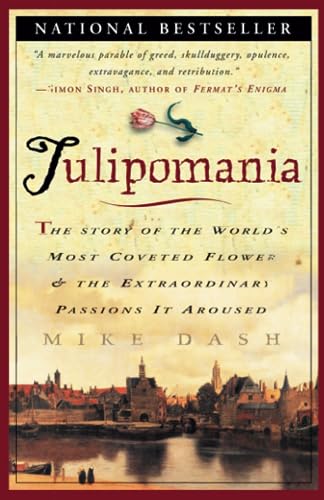 NATIONAL BESTSELLER
"A marvelous parable of greed, skullduggery, opulence,
extravagance, and retribution."
—SIMON SINGH, AUTHOR OF FERMAT'S ENIGMA
Tulipomania
THE STORY OF THE WORLD'S
MOST COVETED FLOWER
& THE EXTRAORDINARY
PASSIONS IT AROUSED
MIKE DASH